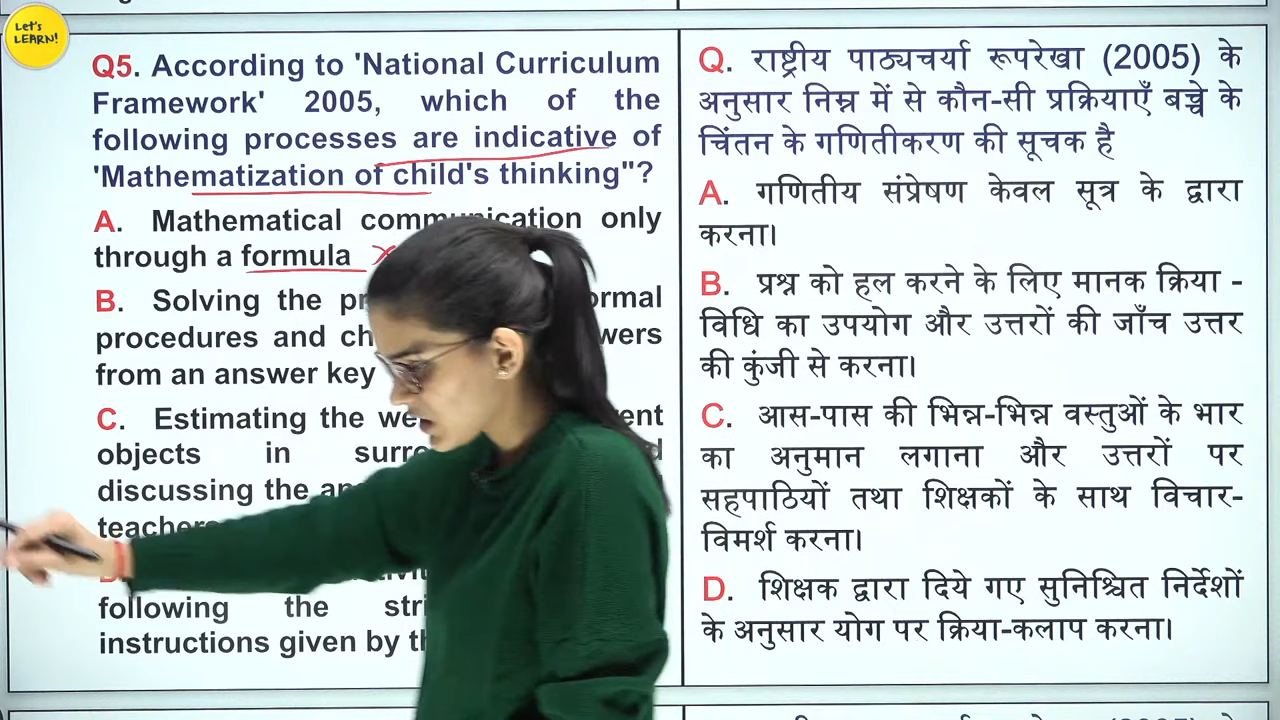 Let's
LEARN!
Q5. According to 'National Curriculum
Framework' 2005, which of the
following processes are indicative of
'Mathematization of child's thinking"?
A. Mathematical communication only
through a formula
B. Solving the
procedures and
from an answer key
C. Estimating the
objects in
discussing the
following the
instructions given by
Q. राष्ट्रीय पाठ्यचर्या रूपरेखा (2005) के
अनुसार निम्न में से कौन-सी प्रक्रियाएँ बच्चे के
चिंतन के गणितीकरण की सूचक है
A. गणितीय संप्रेषण केवल सूत्र के द्वारा
करना।
B. प्रश्न को हल करने के लिए मानक क्रिया -
विधि का उपयोग और उत्तरों की जाँच उत्तर
की कुंजी से करना।
C. आस-पास की भिन्न-भिन्न वस्तुओं के भार
का अनुमान लगाना और उत्तरों पर
सहपाठियों तथा शिक्षकों के साथ विचार-
विमर्श करना।
D. शिक्षक द्वारा दिये गए सुनिश्चित निर्देशों
के अनुसार योग पर क्रिया-कलाप करना।